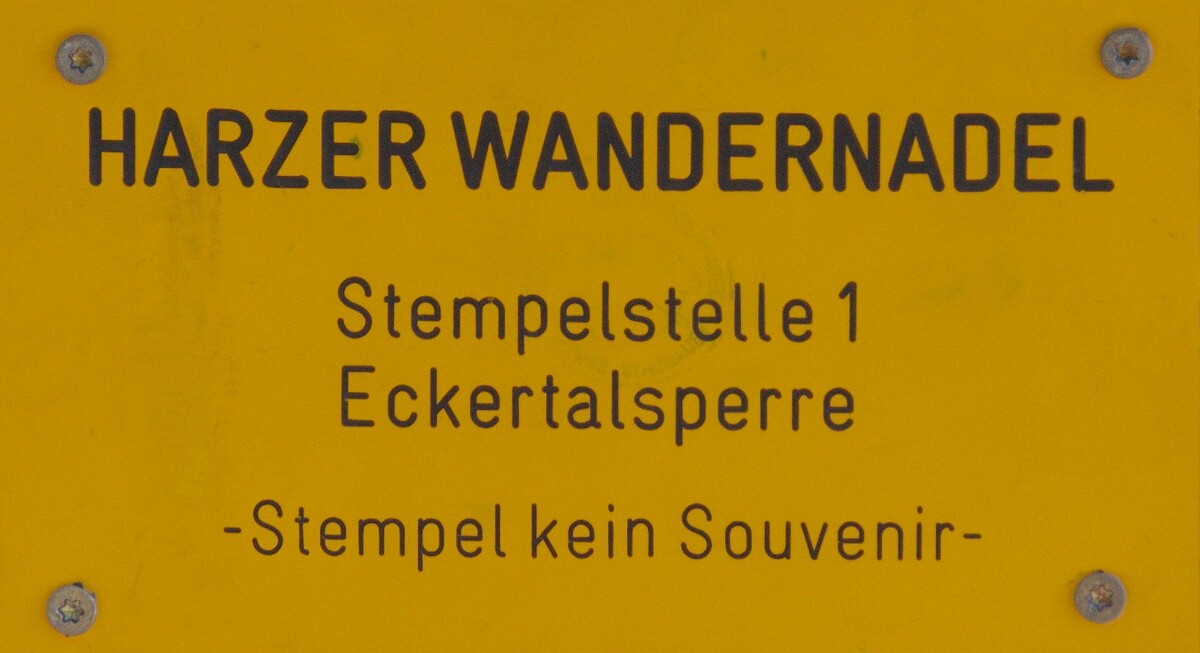 HARZER WANDERNADEL
Stempelstelle 1
Eckertalsperre
-Stempel kein Souvenir-